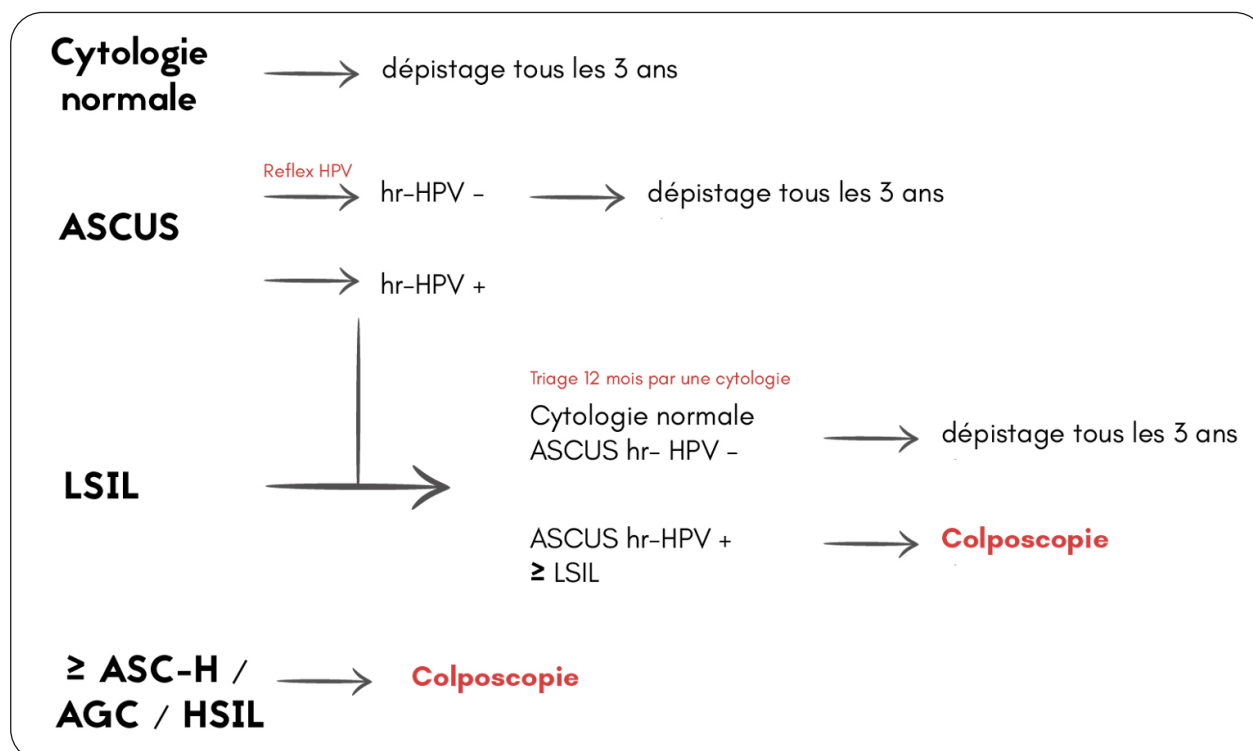 Cytologie
normale
dépistage tous les 3 ans
Reflex HPV
ASCUS
hr-HPV -
dépistage tous les 3 ans
hr-HPV +
LSIL
Triage 12 mois par une cytologie
Cytologie normale
ASCUS hr- HPV -
dépistage tous les 3 ans
ASCUS hr-HPV +
≥ LSIL
Colposcopie
≥ ASC-H /
AGC / HSIL
Colposcopie